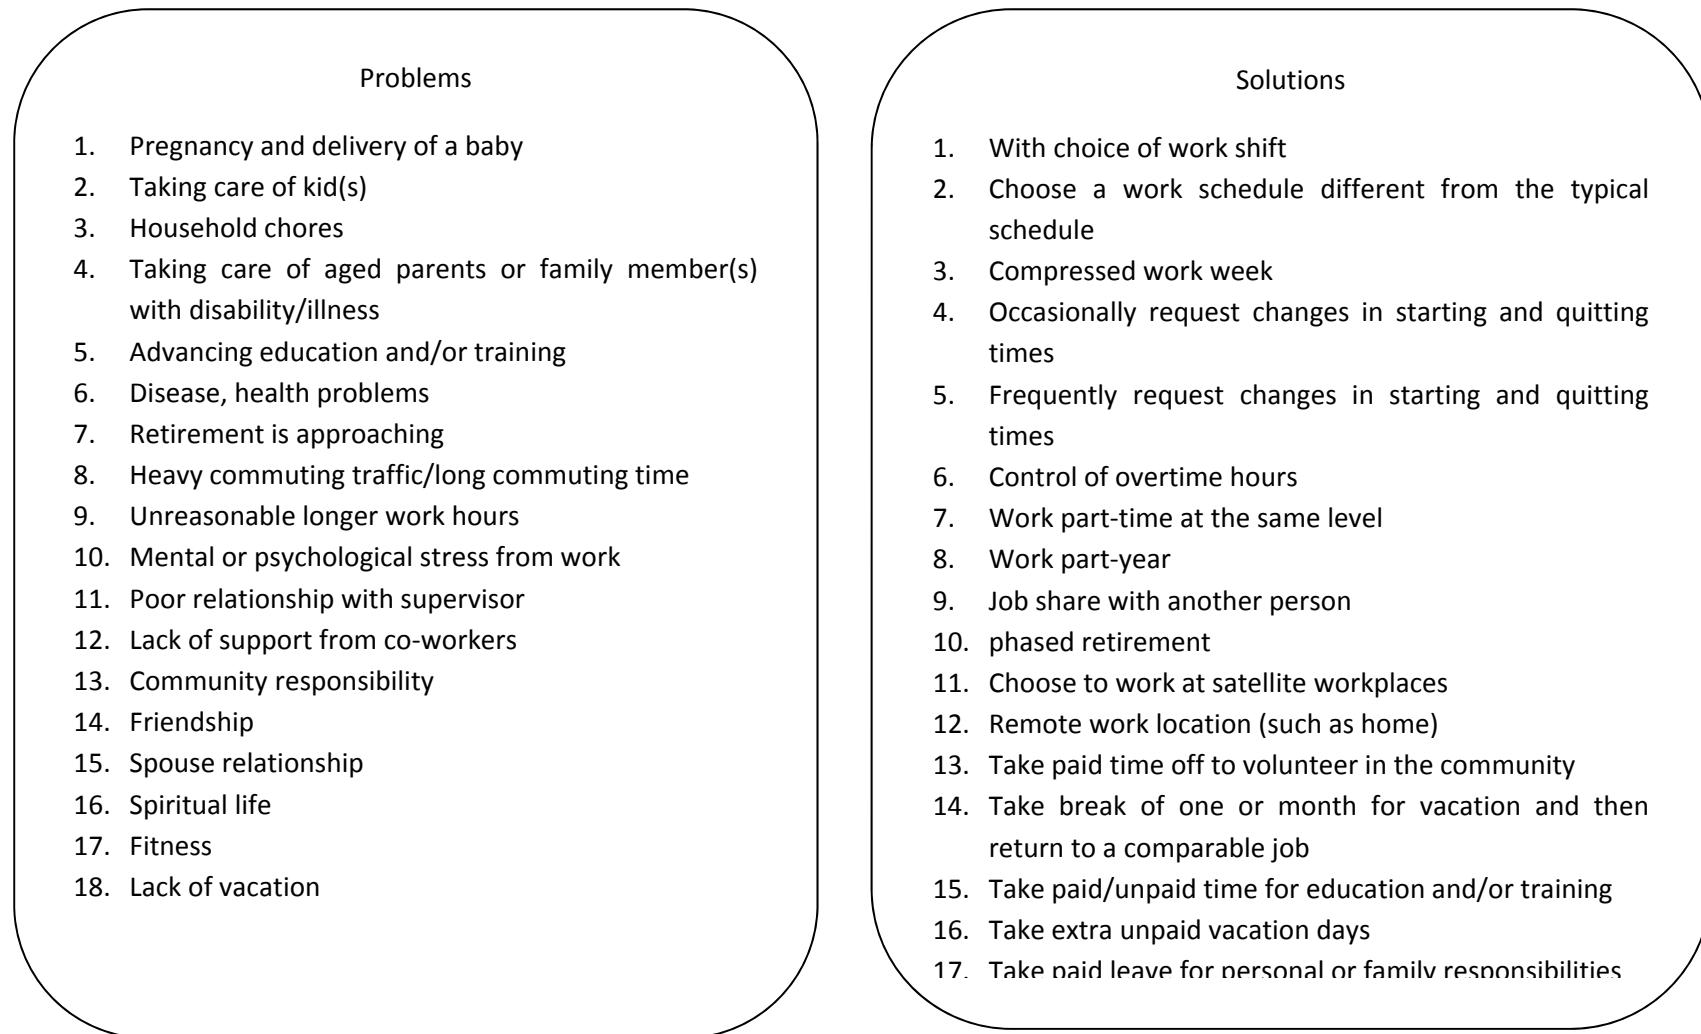 Problems
1. Pregnancy and delivery of a baby
2. Taking care of kid(s)
3. Household chores
4. Taking care of aged parents or family member(s)
with disability/illness
5. Advancing education and/or training
6. Disease, health problems
7. Retirement is approaching
8. Heavy commuting traffic/long commuting time
9. Unreasonable longer work hours
10. Mental or psychological stress from work
11. Poor relationship with supervisor
12. Lack of support from co-workers
13. Community responsibility
14. Friendship
15. Spouse relationship
16. Spiritual life
17. Fitness
18. Lack of vacation
Solutions
1. With choice of work shift
2. Choose a work schedule different from the typical
schedule
3. Compressed work week
4. Occasionally request changes in starting and quitting
times
5. Frequently request changes in starting and quitting
times
6. Control of overtime hours
7. Work part-time at the same level
8. Work part-year
9. Job share with another person
10. phased retirement
11. Choose to work at satellite workplaces
12. Remote work location (such as home)
13. Take paid time off to volunteer in the community
14. Take break of one or month for vacation and then
return to a comparable job
15. Take paid/unpaid time for education and/or training
16. Take extra unpaid vacation days
17. Take paid leave for personal or family responsibilities